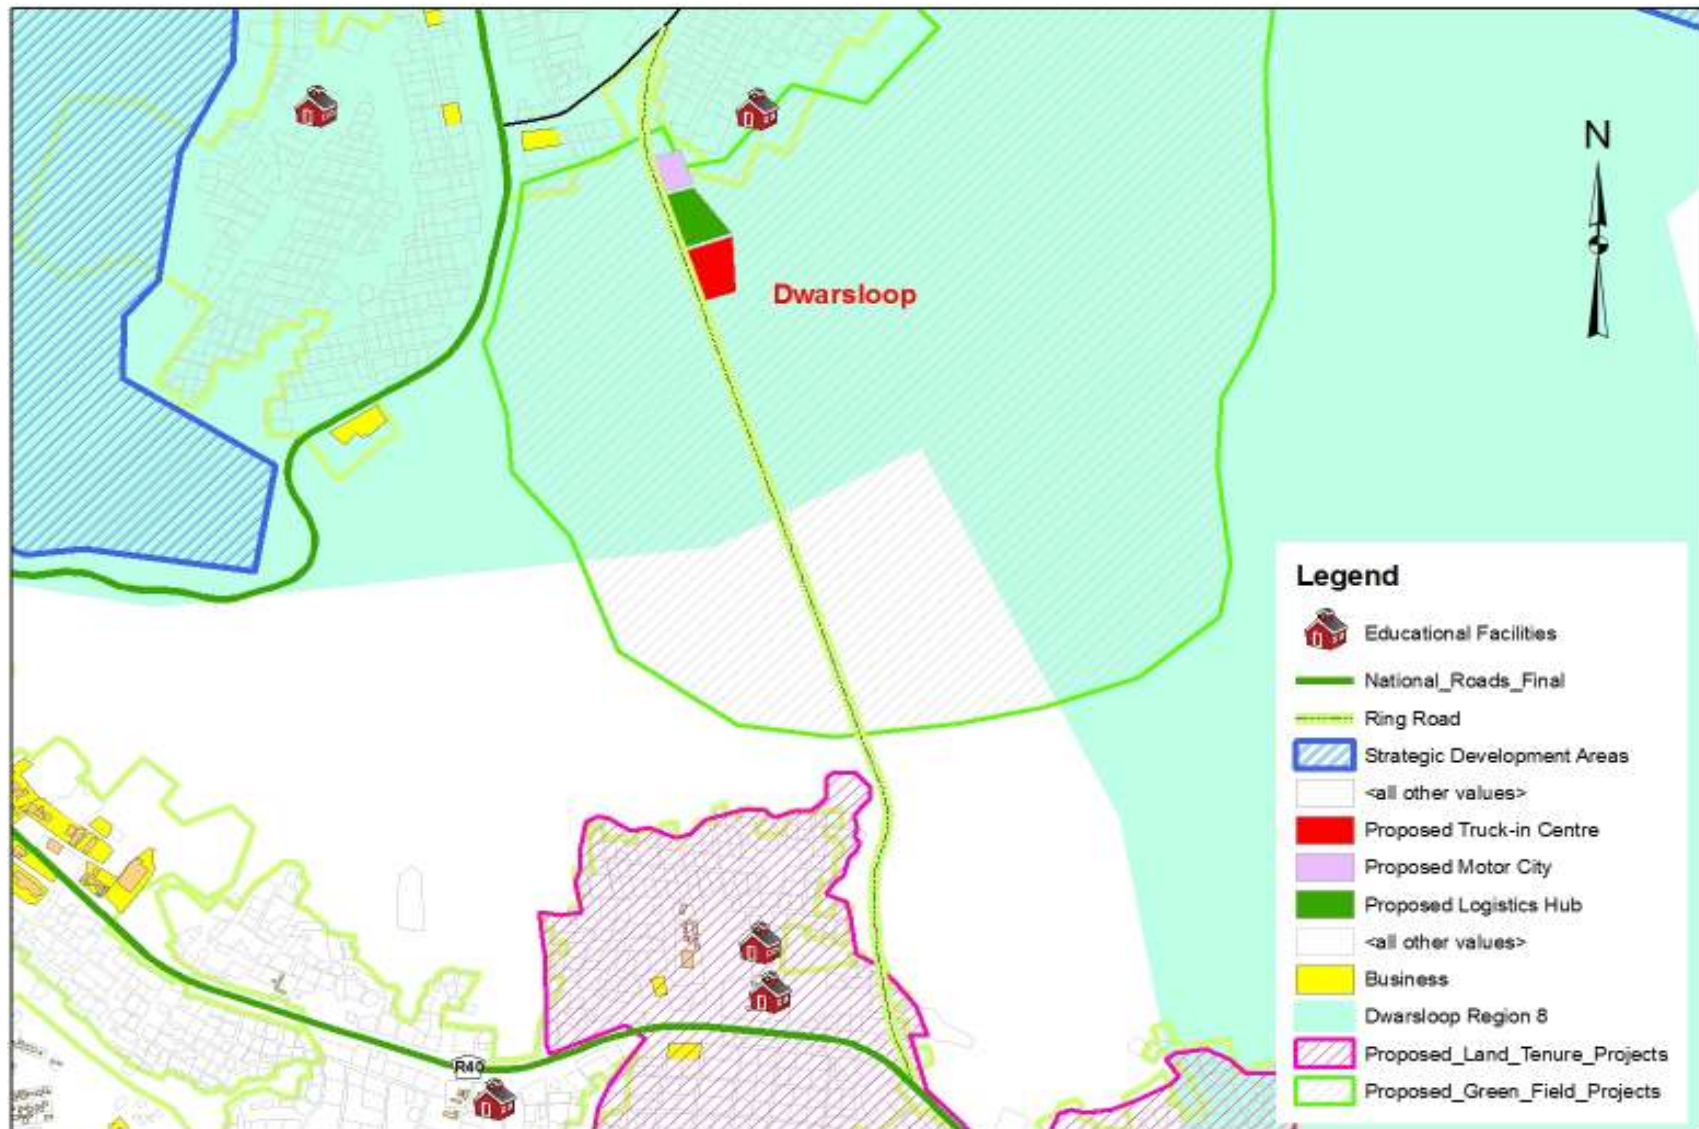 N
Dwarsloop
R40
Legend
Educational Facilities
National_Roads_Final
Ring Road
Strategic Development Areas
<all other values>
Proposed Truck-in Centre
Proposed Motor City
Proposed Logistics Hub
<all other values>
Business
Dwarsloop Region 8
Proposed_Land_Tenure_Projects
Proposed_Green_Field_Projects